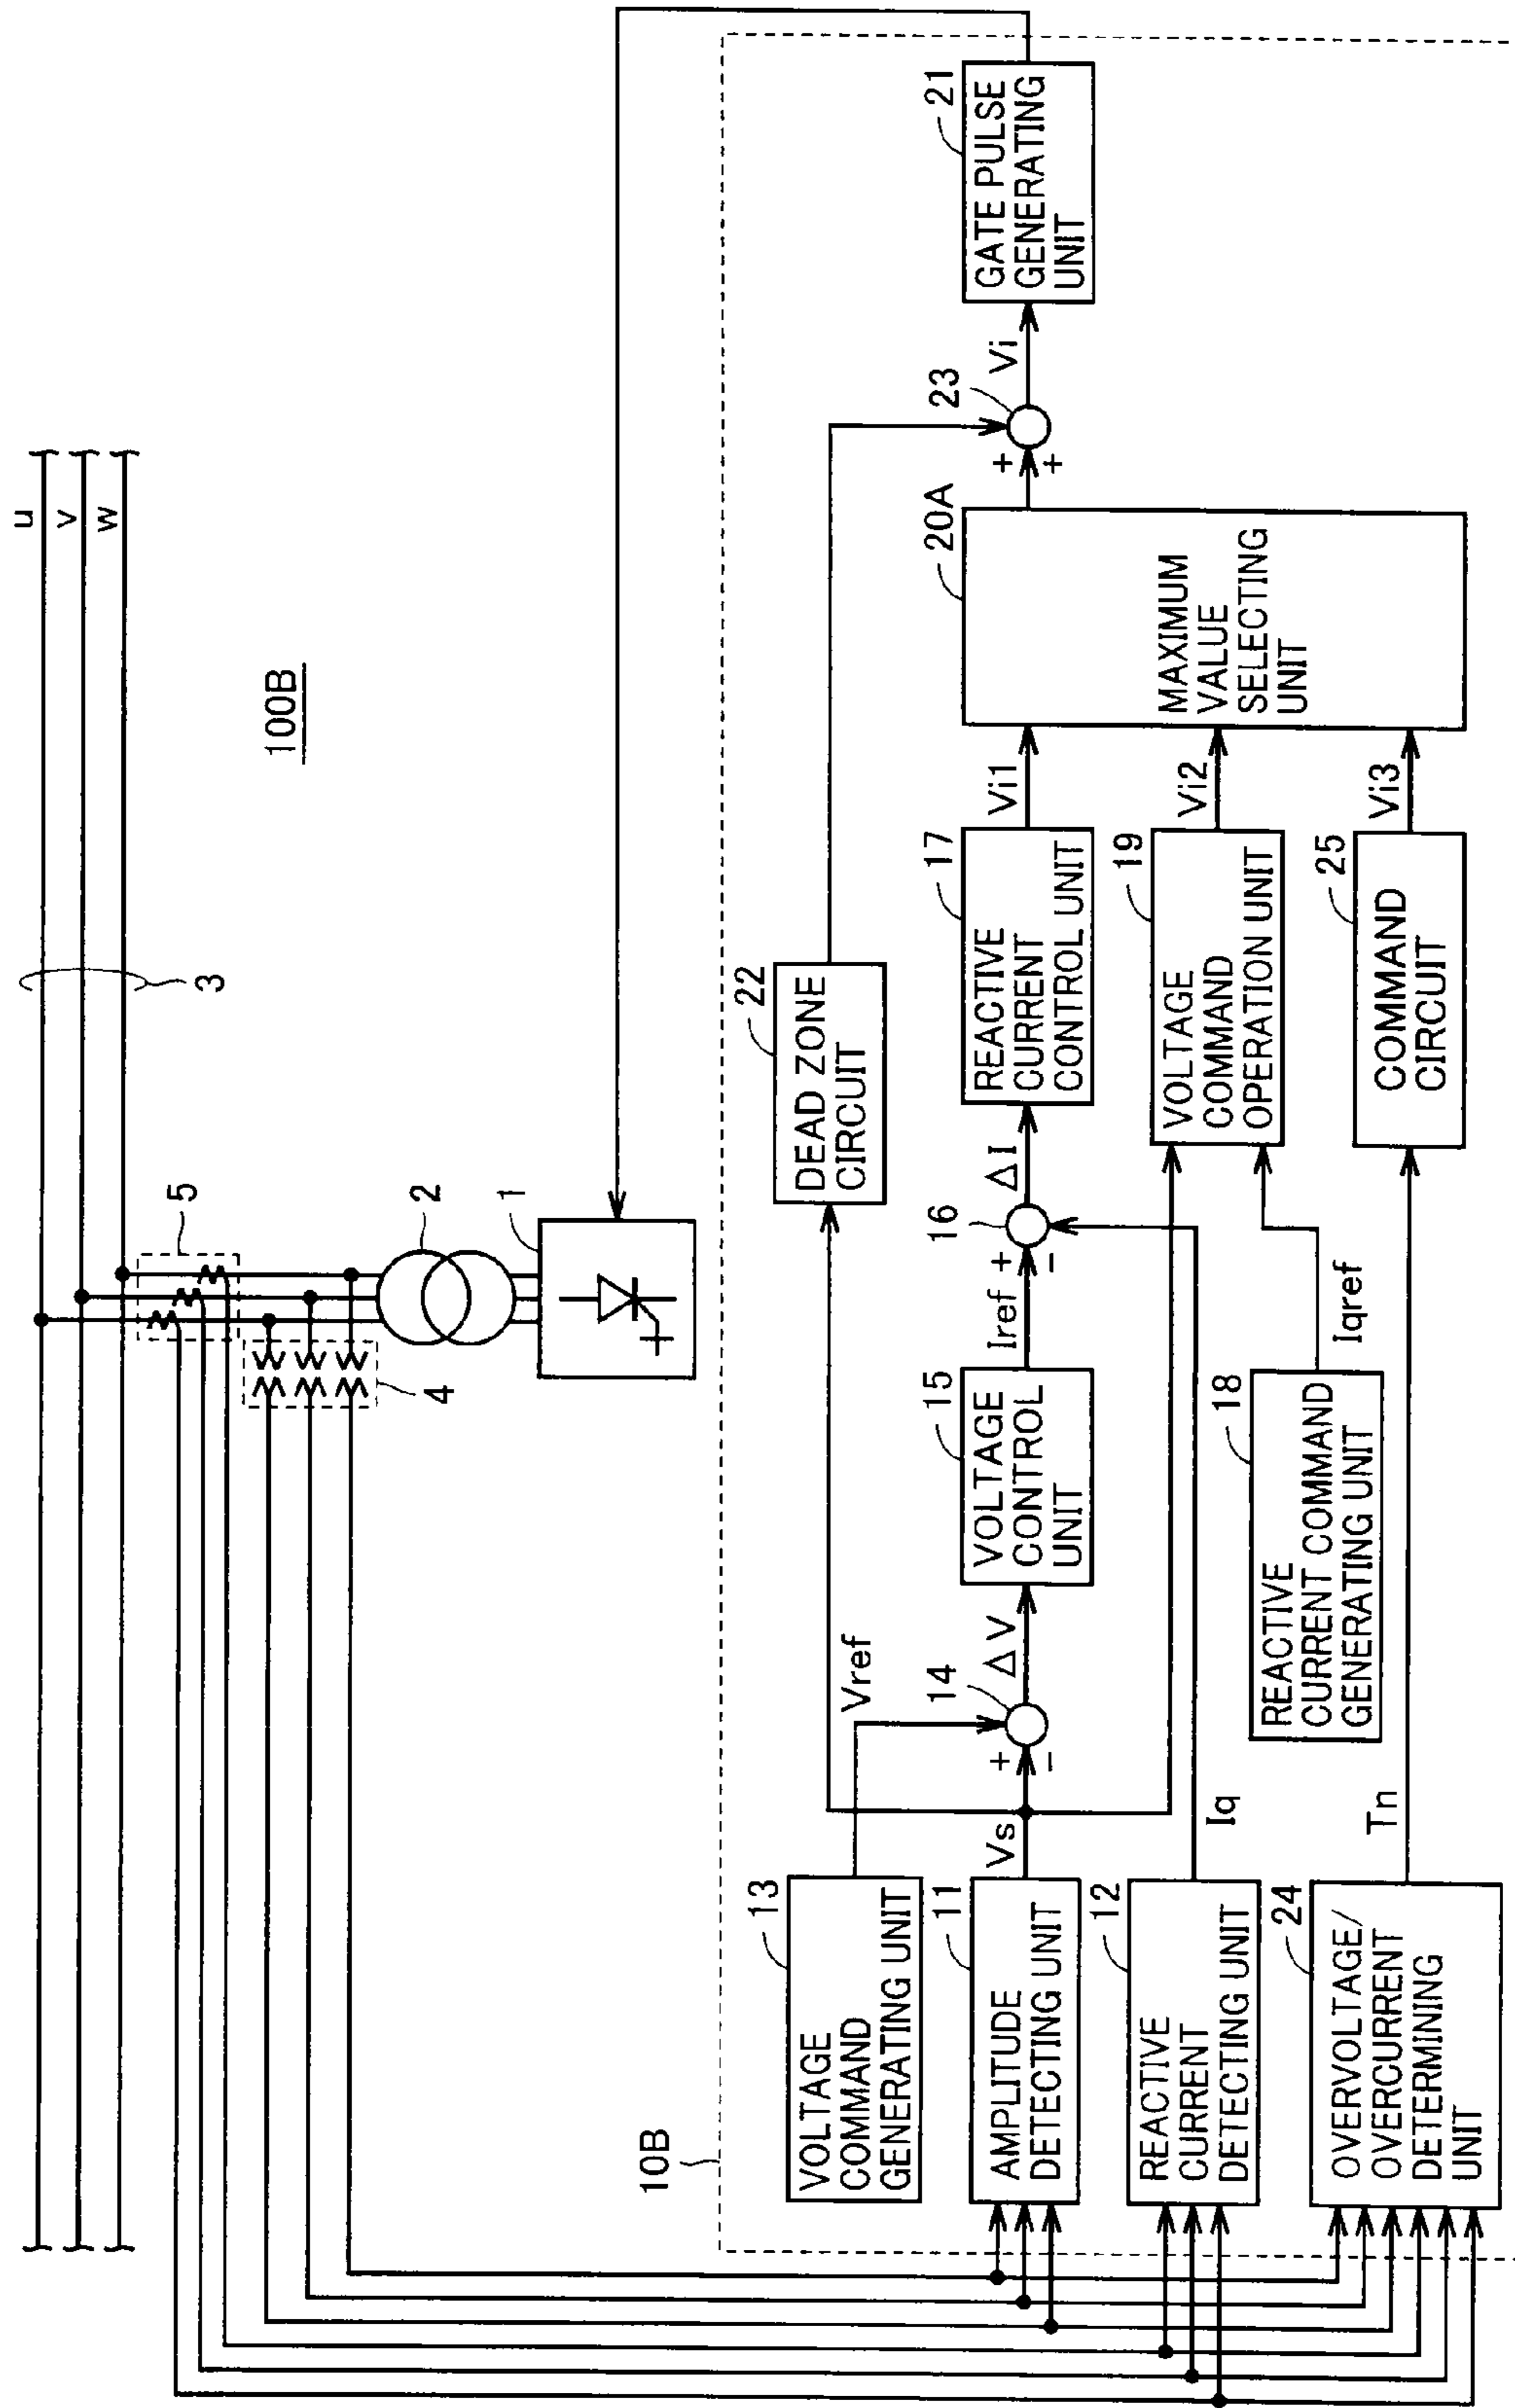 100B
u
v
w
3
5
2
1
4
10B
13
VOLTAGE
COMMAND
GENERATING UNIT
Vref
22
DEAD ZONE
CIRCUIT
11
AMPLITUDE
DETECTING UNIT
Vs
14
+
−
ΔV
15
VOLTAGE
CONTROL
UNIT
Iref
16
+
−
ΔI
17
REACTIVE
CURRENT
CONTROL UNIT
Vi1
20A
MAXIMUM
VALUE
SELECTING
UNIT
23
+
+
Vi
21
GATE PULSE
GENERATING
UNIT
12
REACTIVE
CURRENT
DETECTING UNIT
Iq
18
REACTIVE
CURRENT COMMAND
GENERATING UNIT
Iqref
19
VOLTAGE
COMMAND
OPERATION UNIT
Vi2
24
OVERVOLTAGE/
OVERCURRENT
DETERMINING
UNIT
Tn
25
COMMAND
CIRCUIT
Vi3